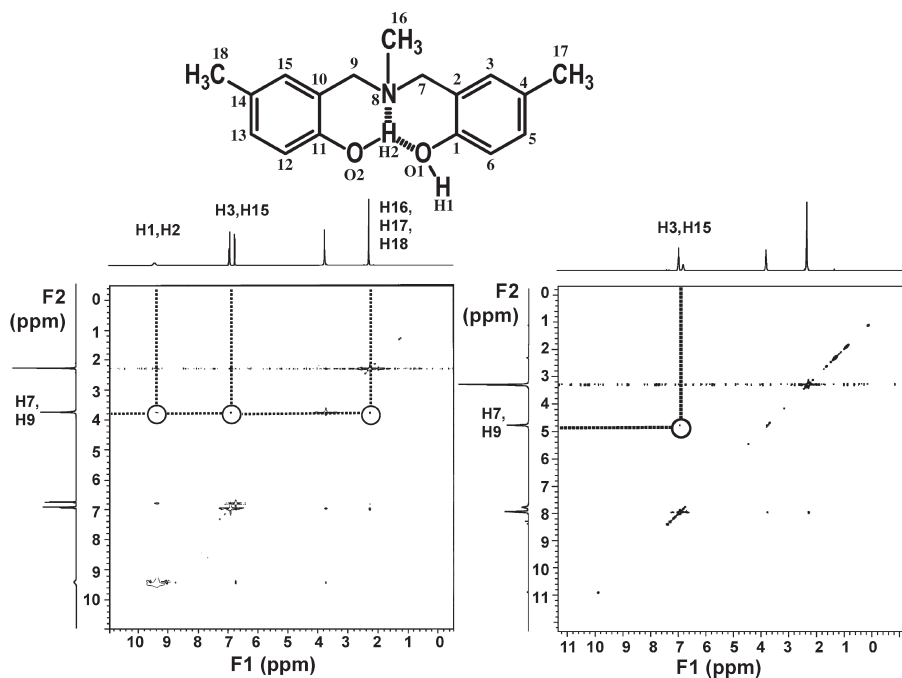 16
CH₃
18
H₃C
15
9
17
CH₃
3
10
2
4
14
N
8
7
13
H
5
12
11
O
H2
O
1
6
O2
O1
H
H1
H1,H2
H3,H15
H16,
H17,
H18
H3,H15
F2
(ppm)
0
1
2
3
4
5
6
7
8
9
10
H7,
H9
10 9 8 7 6 5 4 3 2 1 0
F1 (ppm)
F2
(ppm)
0
1
2
3
4
5
6
7
8
9
10
11
H7,
H9
11 10 9 8 7 6 5 4 3 2 1 0
F1 (ppm)